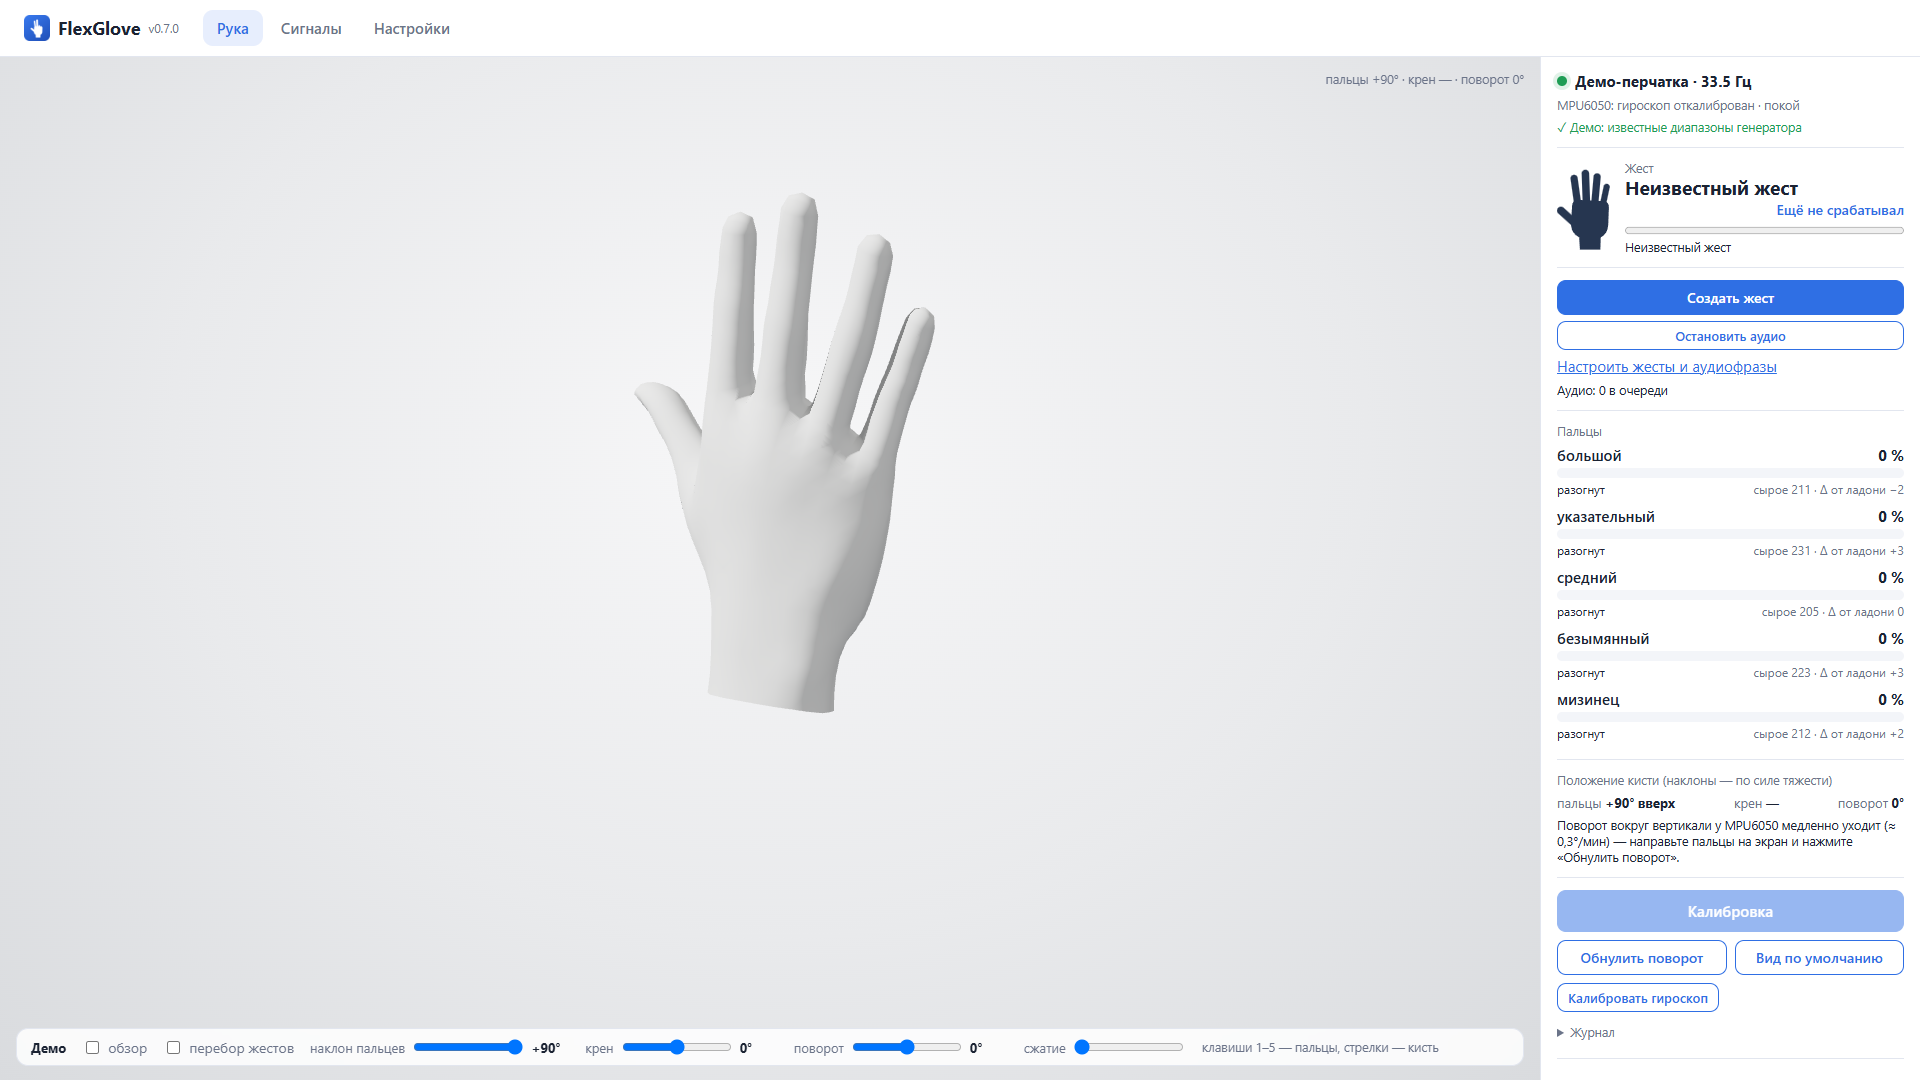 FlexGlove v0.7.0 Рука Сигналы Настройки
пальцы +90° · крен — · поворот 0°
Демо-перчатка · 33.5 Гц
MPU6050: гироскоп откалиброван · покой
✓ Демо: известные диапазоны генератора
Жест
Неизвестный жест
Ещё не срабатывал
Неизвестный жест
Создать жест
Остановить аудио
Настроить жесты и аудиофразы
Аудио: 0 в очереди
Пальцы
большой 0 %
разогнут сырое 211 · Δ от ладони −2
указательный 0 %
разогнут сырое 231 · Δ от ладони +3
средний 0 %
разогнут сырое 205 · Δ от ладони 0
безымянный 0 %
разогнут сырое 223 · Δ от ладони +3
мизинец 0 %
разогнут сырое 212 · Δ от ладони +2
Положение кисти (наклоны — по силе тяжести)
пальцы +90° вверх крен — поворот 0°
Поворот вокруг вертикали у MPU6050 медленно уходит (≈
0,3°/мин) — направьте пальцы на экран и нажмите
«Обнулить поворот».
Калибровка
Обнулить поворот Вид по умолчанию
Калибровать гироскоп
Журнал
Демо обзор перебор жестов наклон пальцев +90° крен 0° поворот 0° сжатие клавиши 1–5 — пальцы, стрелки — кисть